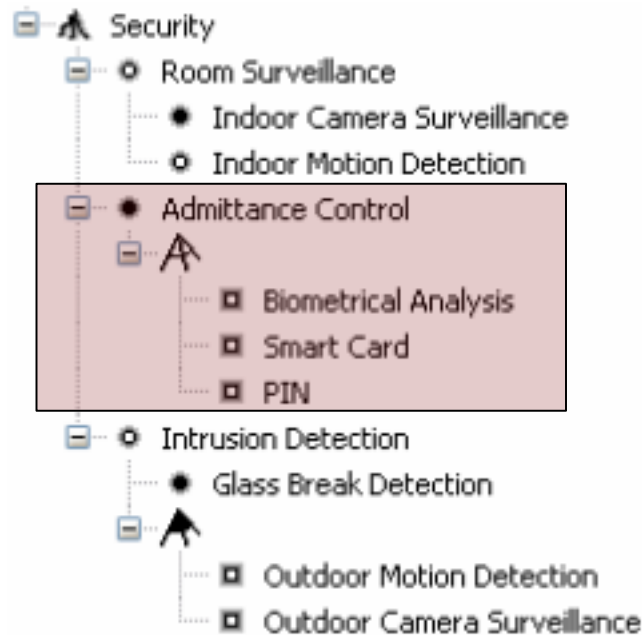 Security
Room Surveillance
Indoor Camera Surveillance
Indoor Motion Detection
Admittance Control
Biometrical Analysis
Smart Card
PIN
Intrusion Detection
Glass Break Detection
Outdoor Motion Detection
Outdoor Camera Surveillance